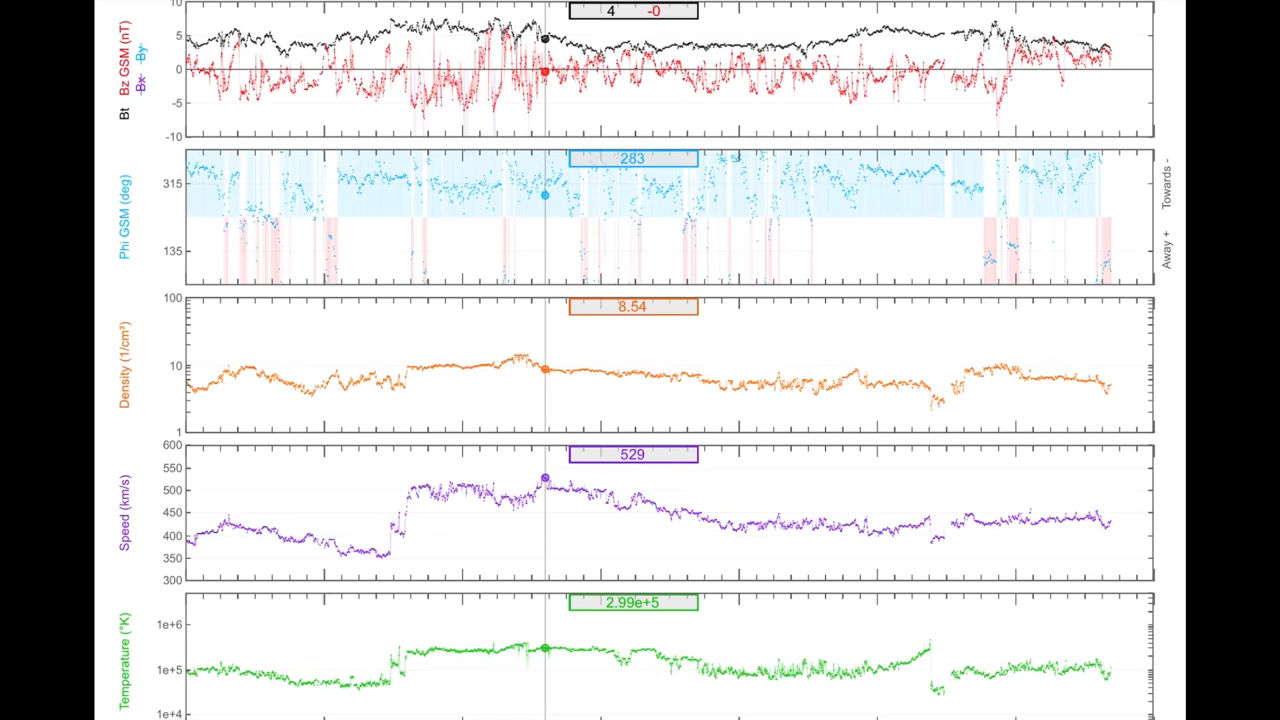 10
5
0
-5
-10
Bt Bz GSM (nT)
-Bx- -By-
4 -0
315
135
Phi GSM (deg)
283
Away + Towards -
100
10
1
Density (1/cm³)
8.54
600
550
500
450
400
350
300
Speed (km/s)
529
1e+6
1e+5
1e+4
Temperature (°K)
2.99e+5